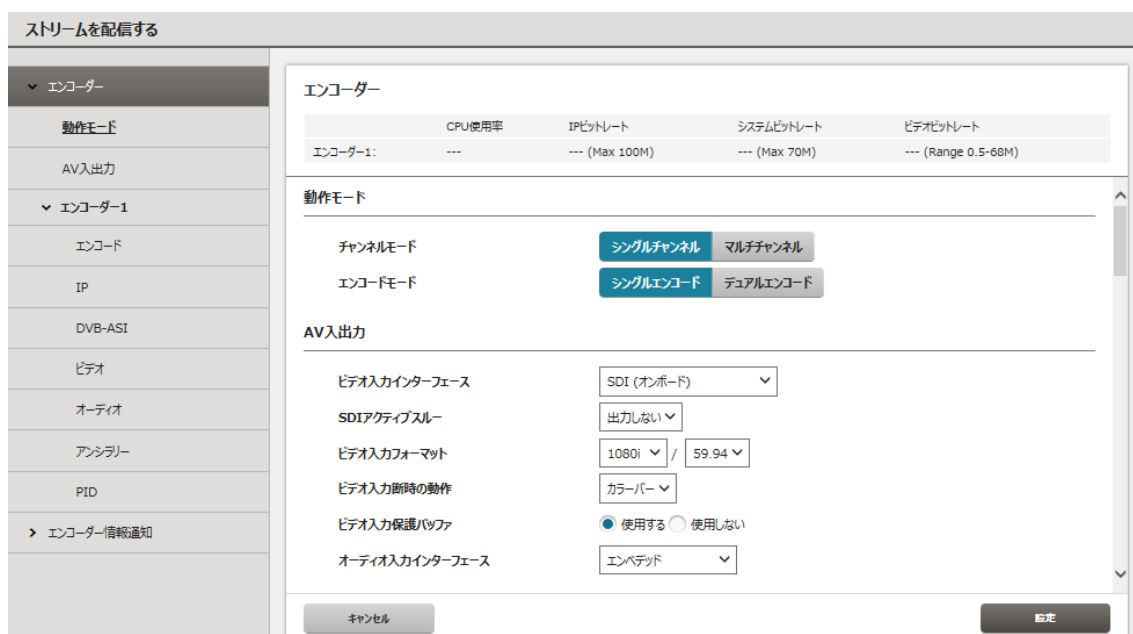 ストリームを配信する
エンコーダー
動作モード
AV入出力
エンコーダー1
エンコード
IP
DVB-ASI
ビデオ
オーディオ
アンシラリー
PID
エンコーダー情報通知
エンコーダー
CPU使用率 IPビットレート システムビットレート ビデオビットレート
エンコーダー1: --- --- (Max 100M) --- (Max 70M) --- (Range 0.5-68M)
動作モード
チャンネルモード シングルチャンネル マルチチャンネル
エンコードモード シングルエンコード デュアルエンコード
AV入出力
ビデオ入力インターフェース SDI (オンボード)
SDIアクティブスルー 出力しない
ビデオ入力フォーマット 1080i / 59.94
ビデオ入力断時の動作 カラーバー
ビデオ入力保護バッファ 使用する 使用しない
オーディオ入力インターフェース エンベデッド
キャンセル 設定